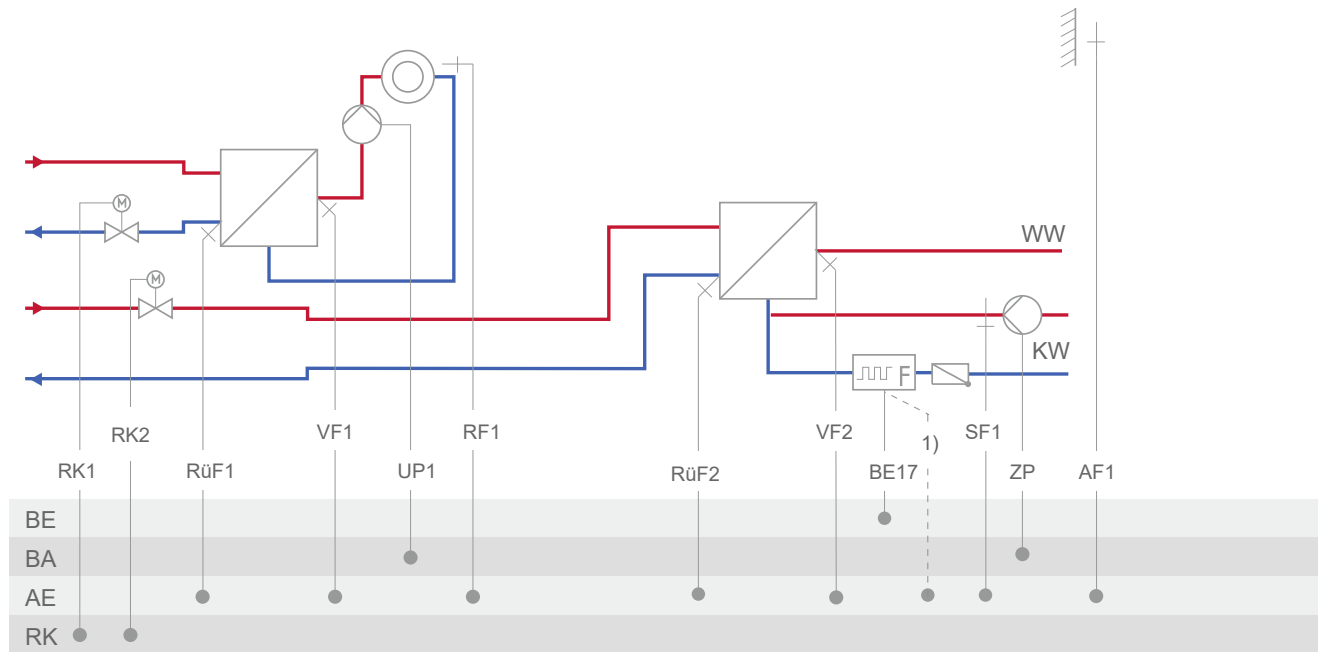 M
WW
M
F
KW
RK2
VF1
RF1
VF2
1)
SF1
RK1
RüF1
UP1
RüF2
BE17
ZP
AF1
BE
BA
AE
RK